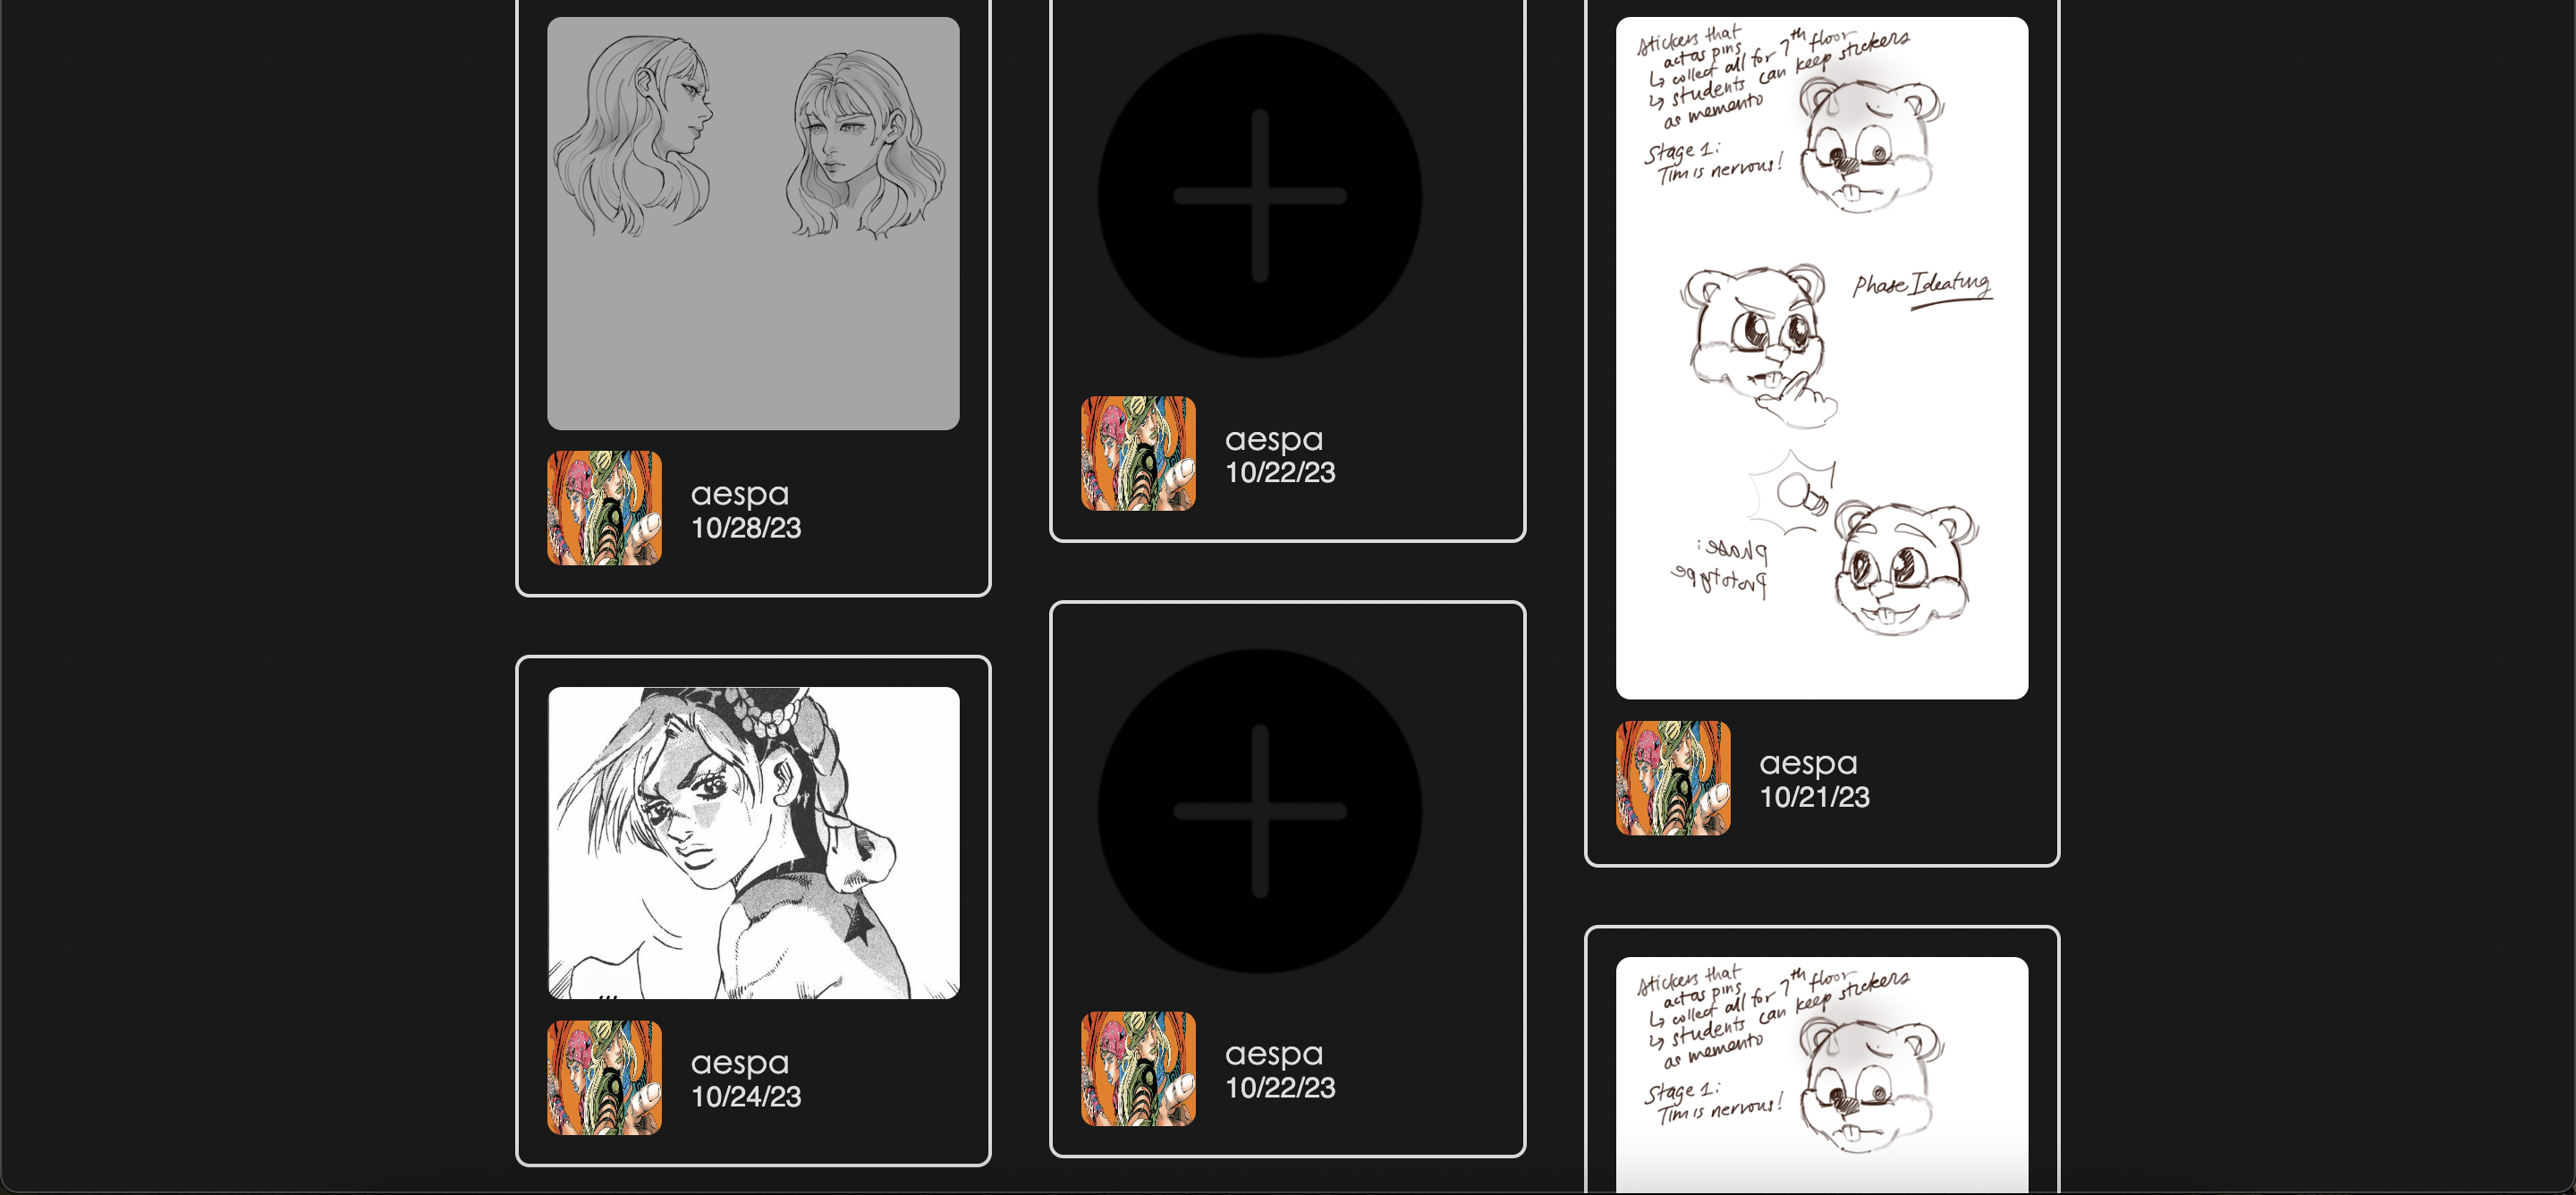 aespa
10/28/23
aespa
10/24/23
aespa
10/22/23
aespa
10/22/23
Stickers that
act as pins
↳ collect all for 7th floor
↳ students can keep stickers
as memento
Stage 1:
Tim is nervous!
Phase Ideating
phase:
Prototype
aespa
10/21/23
Stickers that
act as pins
↳ collect all for 7th floor
↳ students can keep stickers
as memento
Stage 1:
Tim is nervous!